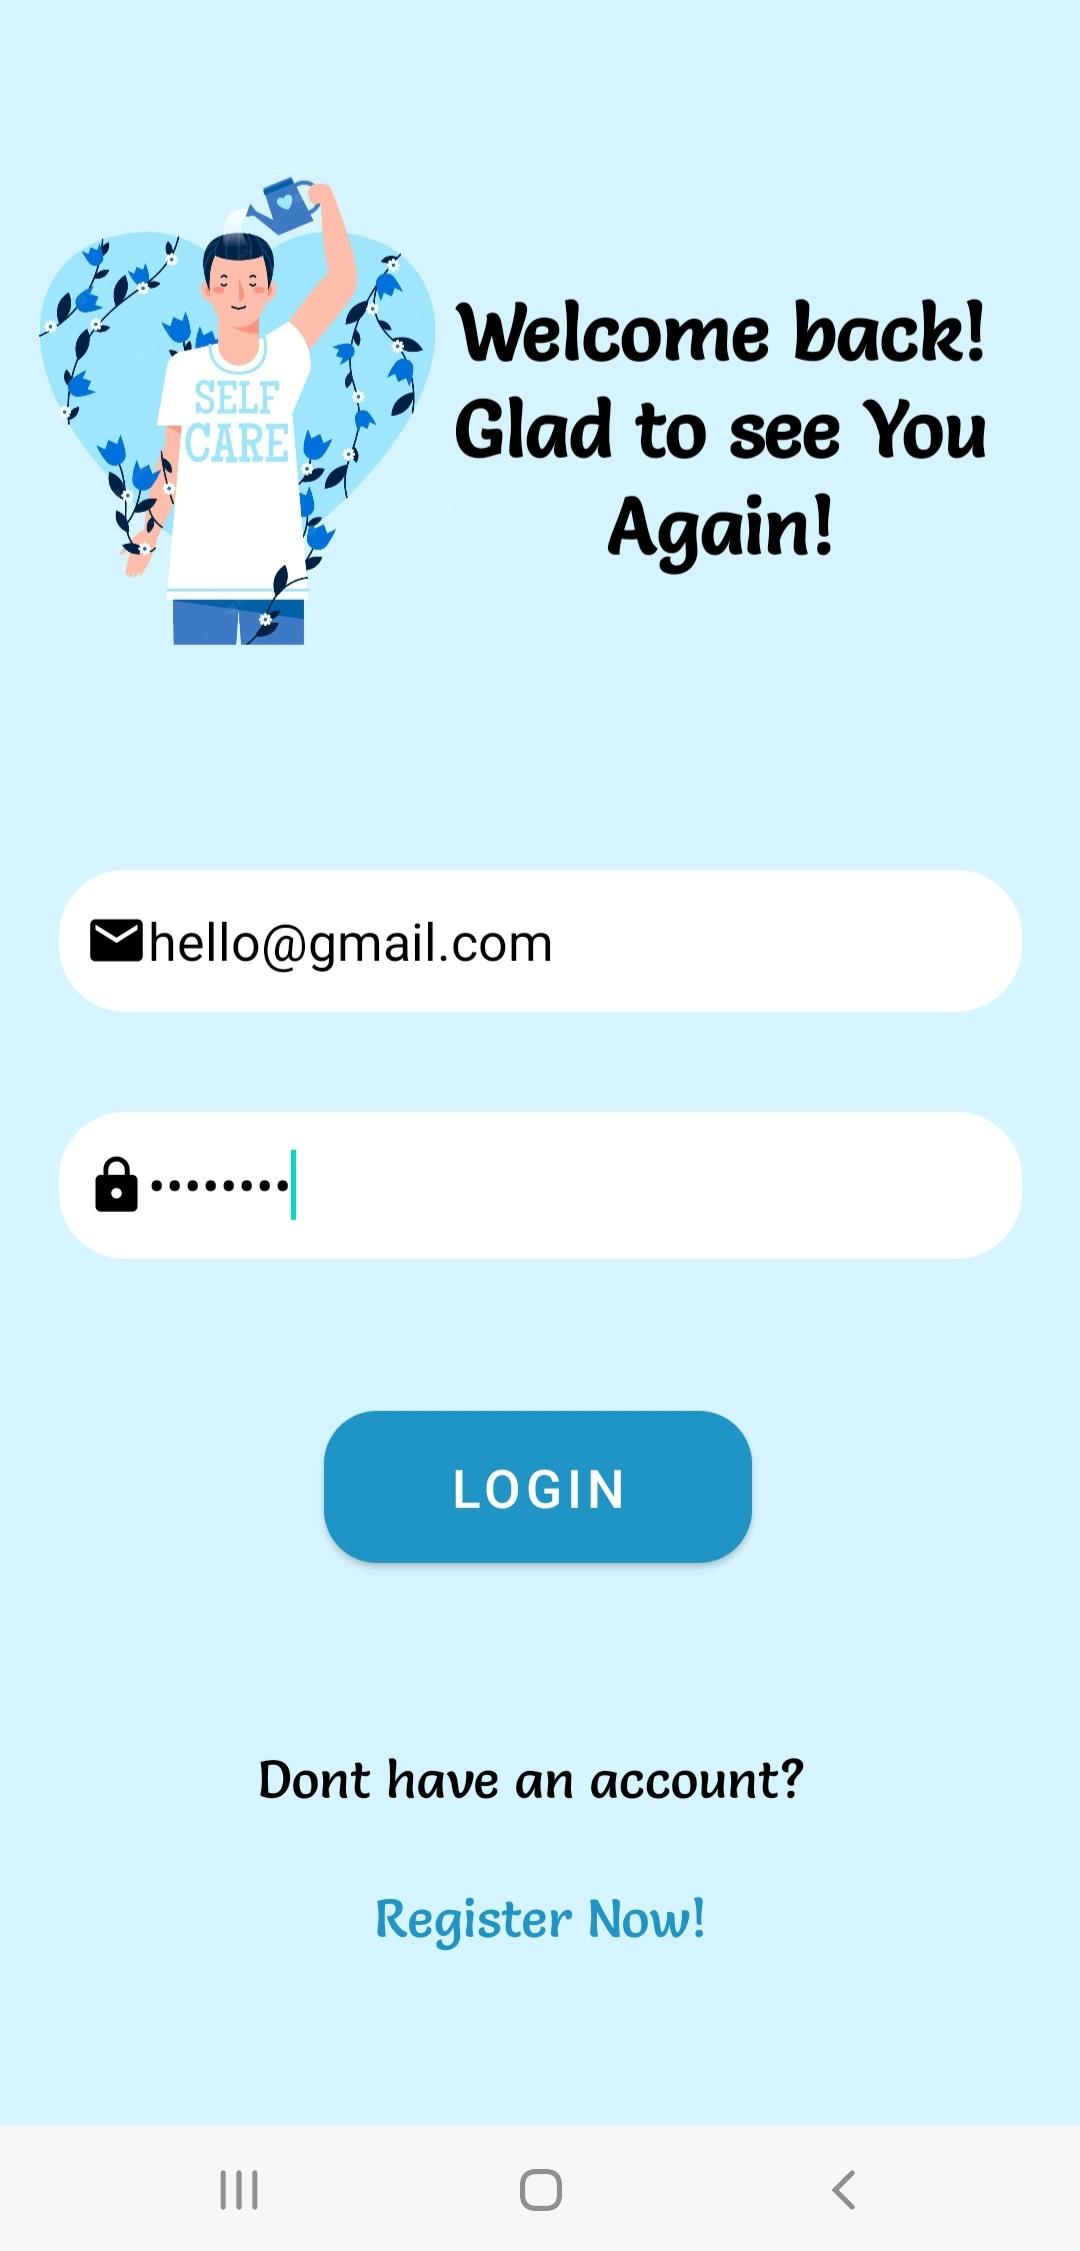 SELF
CARE
Welcome back!
Glad to see You
Again!
hello@gmail.com
••••••••
LOGIN
Dont have an account?
Register Now!